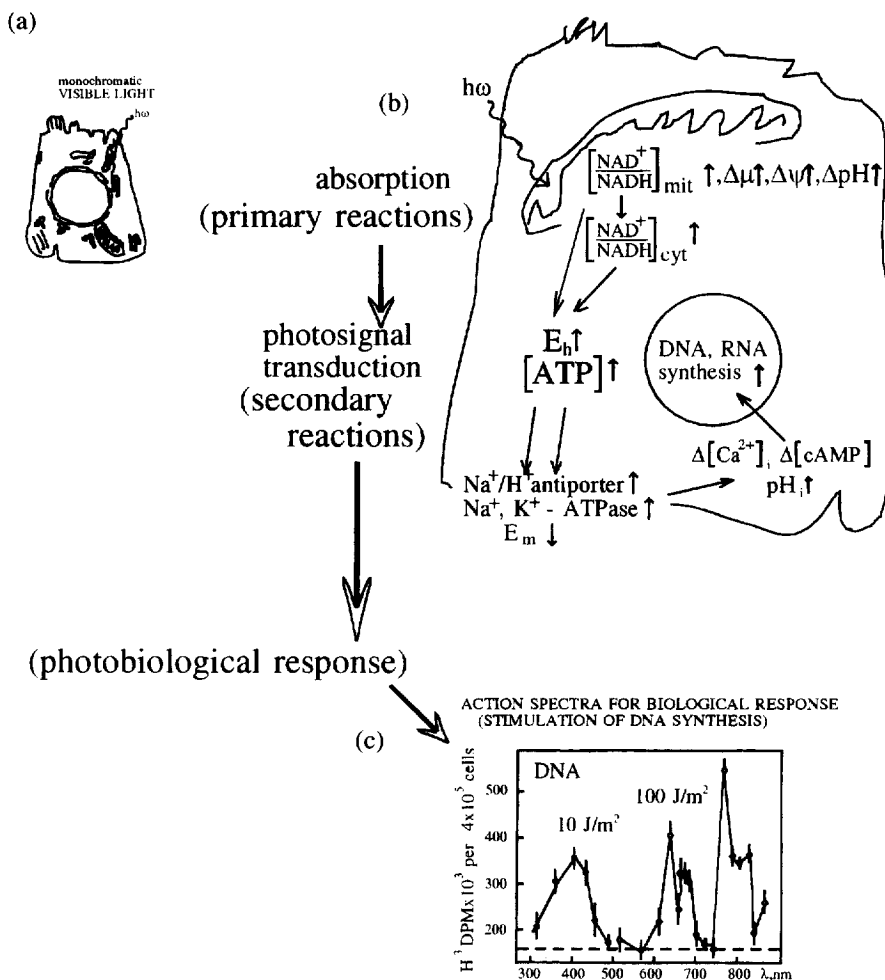 (a)
monochromatic
VISIBLE LIGHT
hω
(b)
hω
absorption
(primary reactions)
[NAD⁺/NADH]mit ↑,Δμ↑,Δψ↑,ΔpH↑
[NAD⁺/NADH]cyt ↑
photosignal
transduction
(secondary
reactions)
Eh↑
[ATP]↑
DNA, RNA
synthesis ↑
Δ[Ca²⁺]i, Δ[cAMP]
pHi↑
Na⁺/H⁺antiporter↑
Na⁺, K⁺ - ATPase ↑
Em ↓
(photobiological response)
(c)
ACTION SPECTRA FOR BIOLOGICAL RESPONSE
(STIMULATION OF DNA SYNTHESIS)
H³ DPM×10³ per 4x10⁵ cells
DNA
10 J/m²
100 J/m²
500
400
300
200
300 400 500 600 700 800 λ,nm